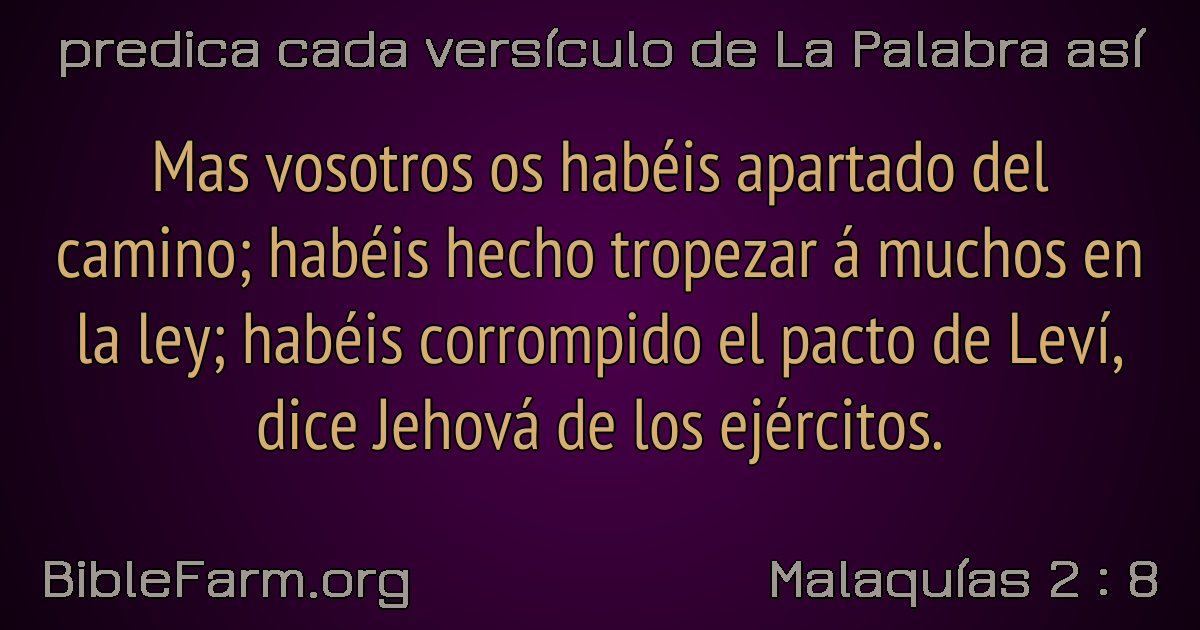 predica cada versículo de La Palabra así
Mas vosotros os habéis apartado del
camino; habéis hecho tropezar á muchos en
la ley; habéis corrompido el pacto de Leví,
dice Jehová de los ejércitos.
BibleFarm.org
Malaquías 2 : 8